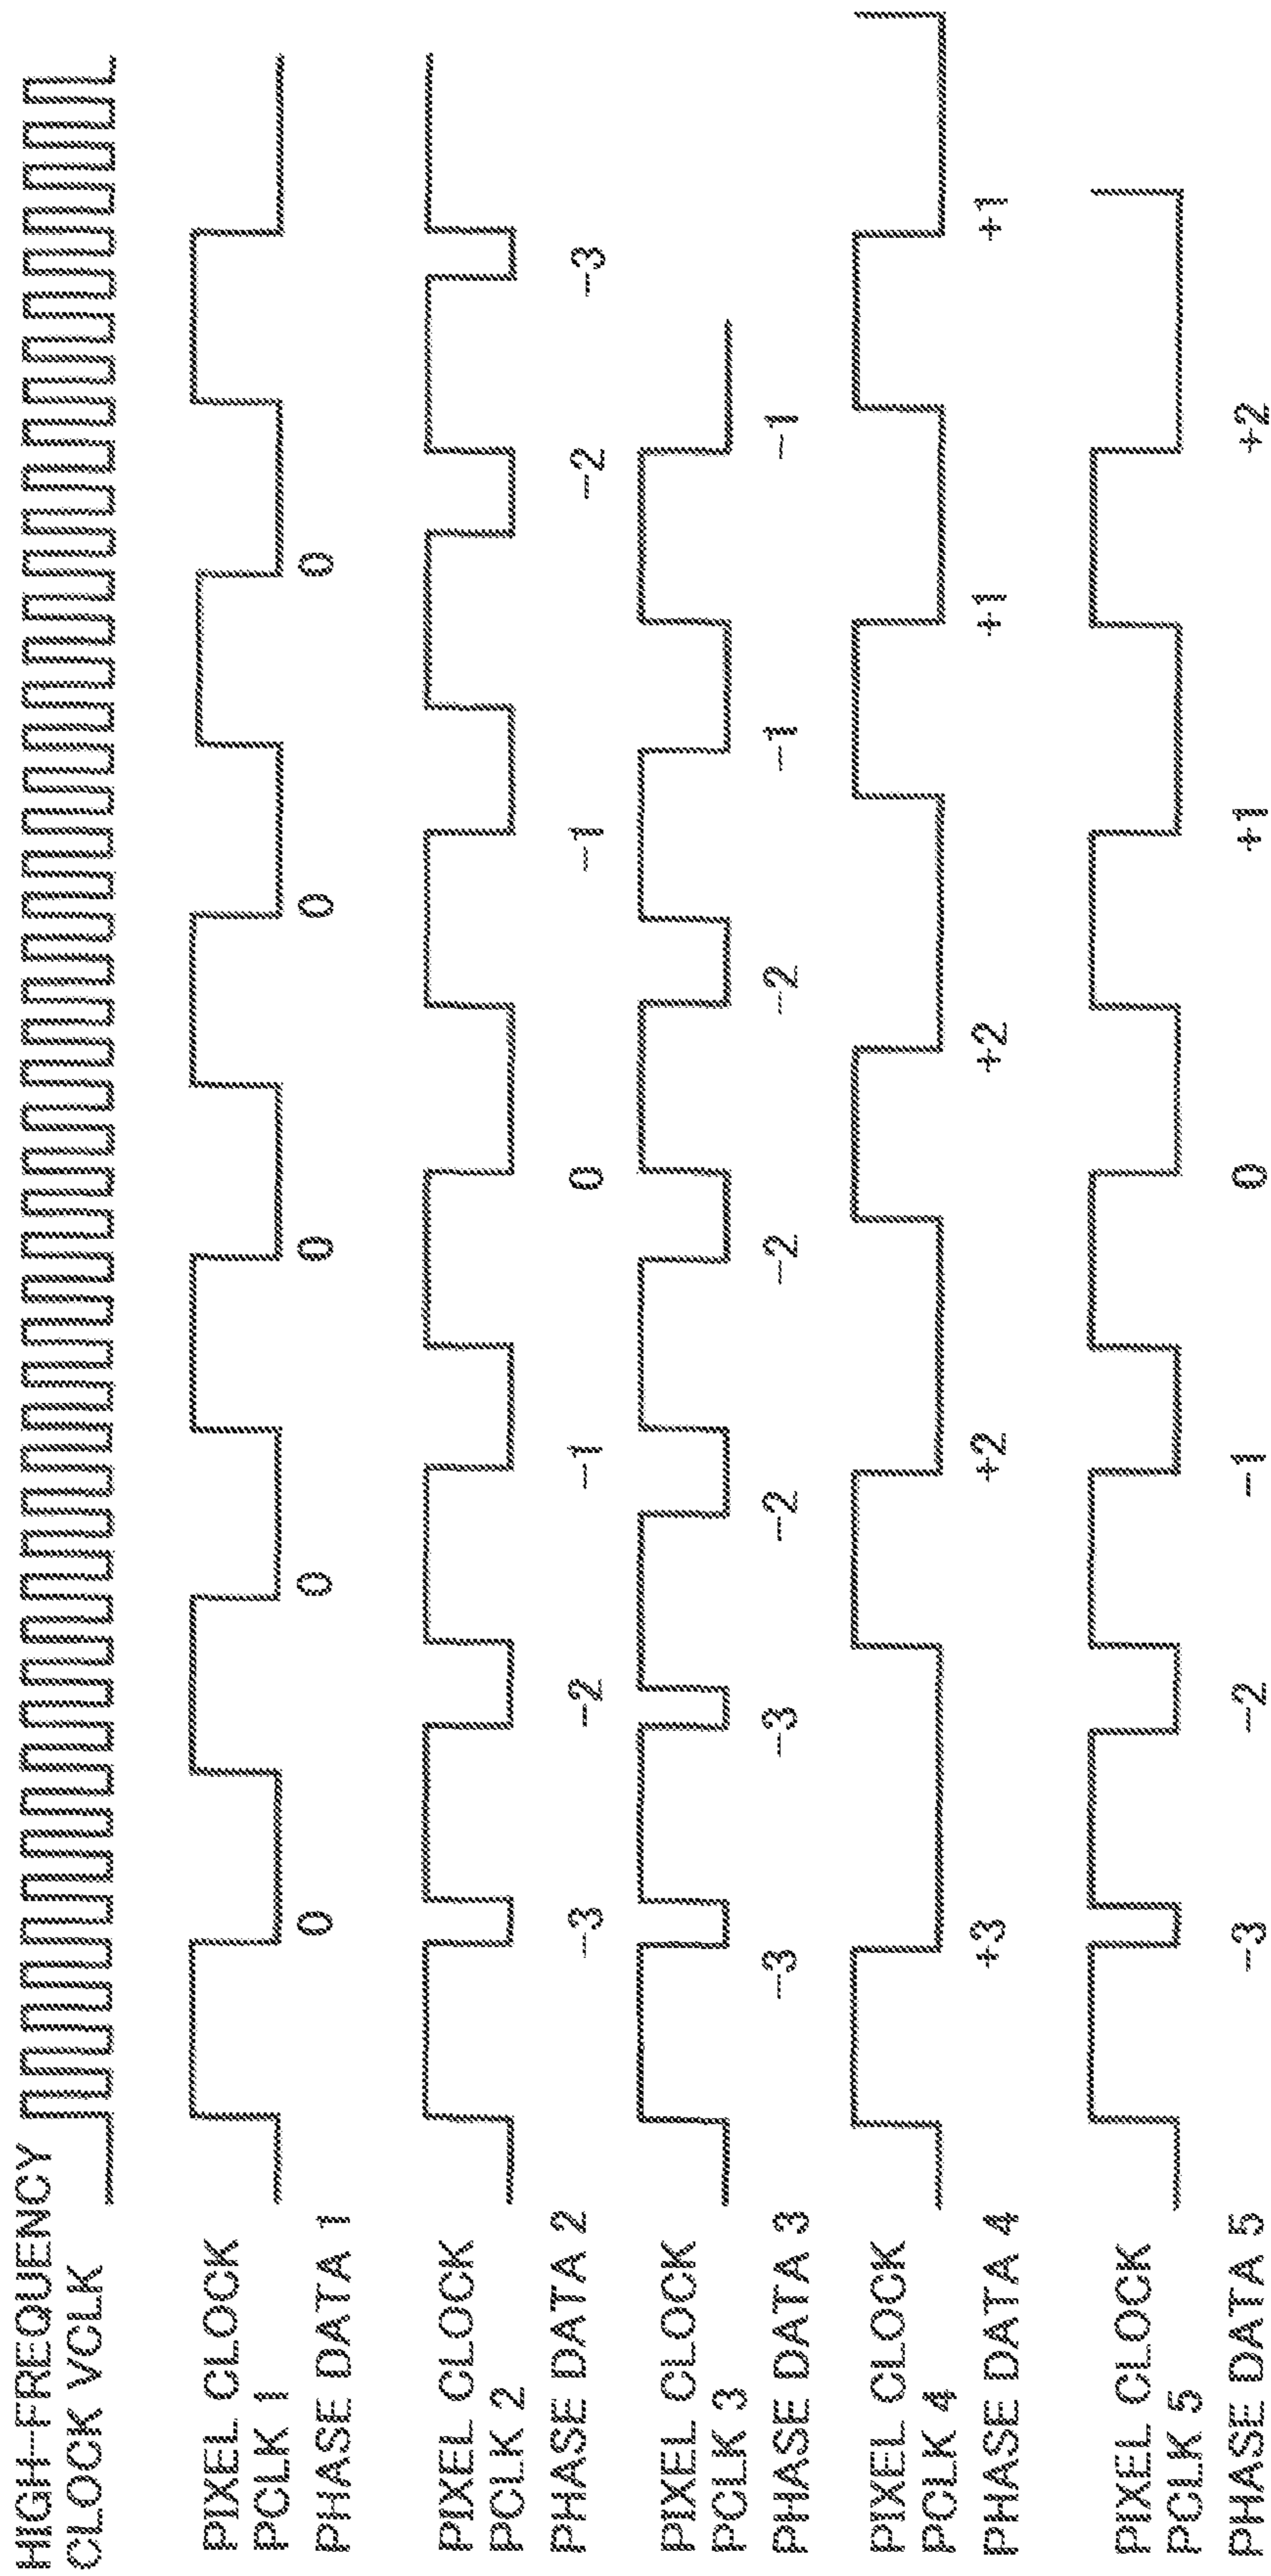 HIGH-FREQUENCY
CLOCK VCLK
PIXEL CLOCK
PCLK 1
PHASE DATA 1
0 0 0 0 0
PIXEL CLOCK
PCLK 2
PHASE DATA 2
-3 -2 -1 0 -1 -2 -3
PIXEL CLOCK
PCLK 3
PHASE DATA 3
-3 -3 -2 -2 -2 -1 -1
PIXEL CLOCK
PCLK 4
PHASE DATA 4
+3 +2 +2 +1 +1
PIXEL CLOCK
PCLK 5
PHASE DATA 5
-3 -2 -1 0 +1 +2